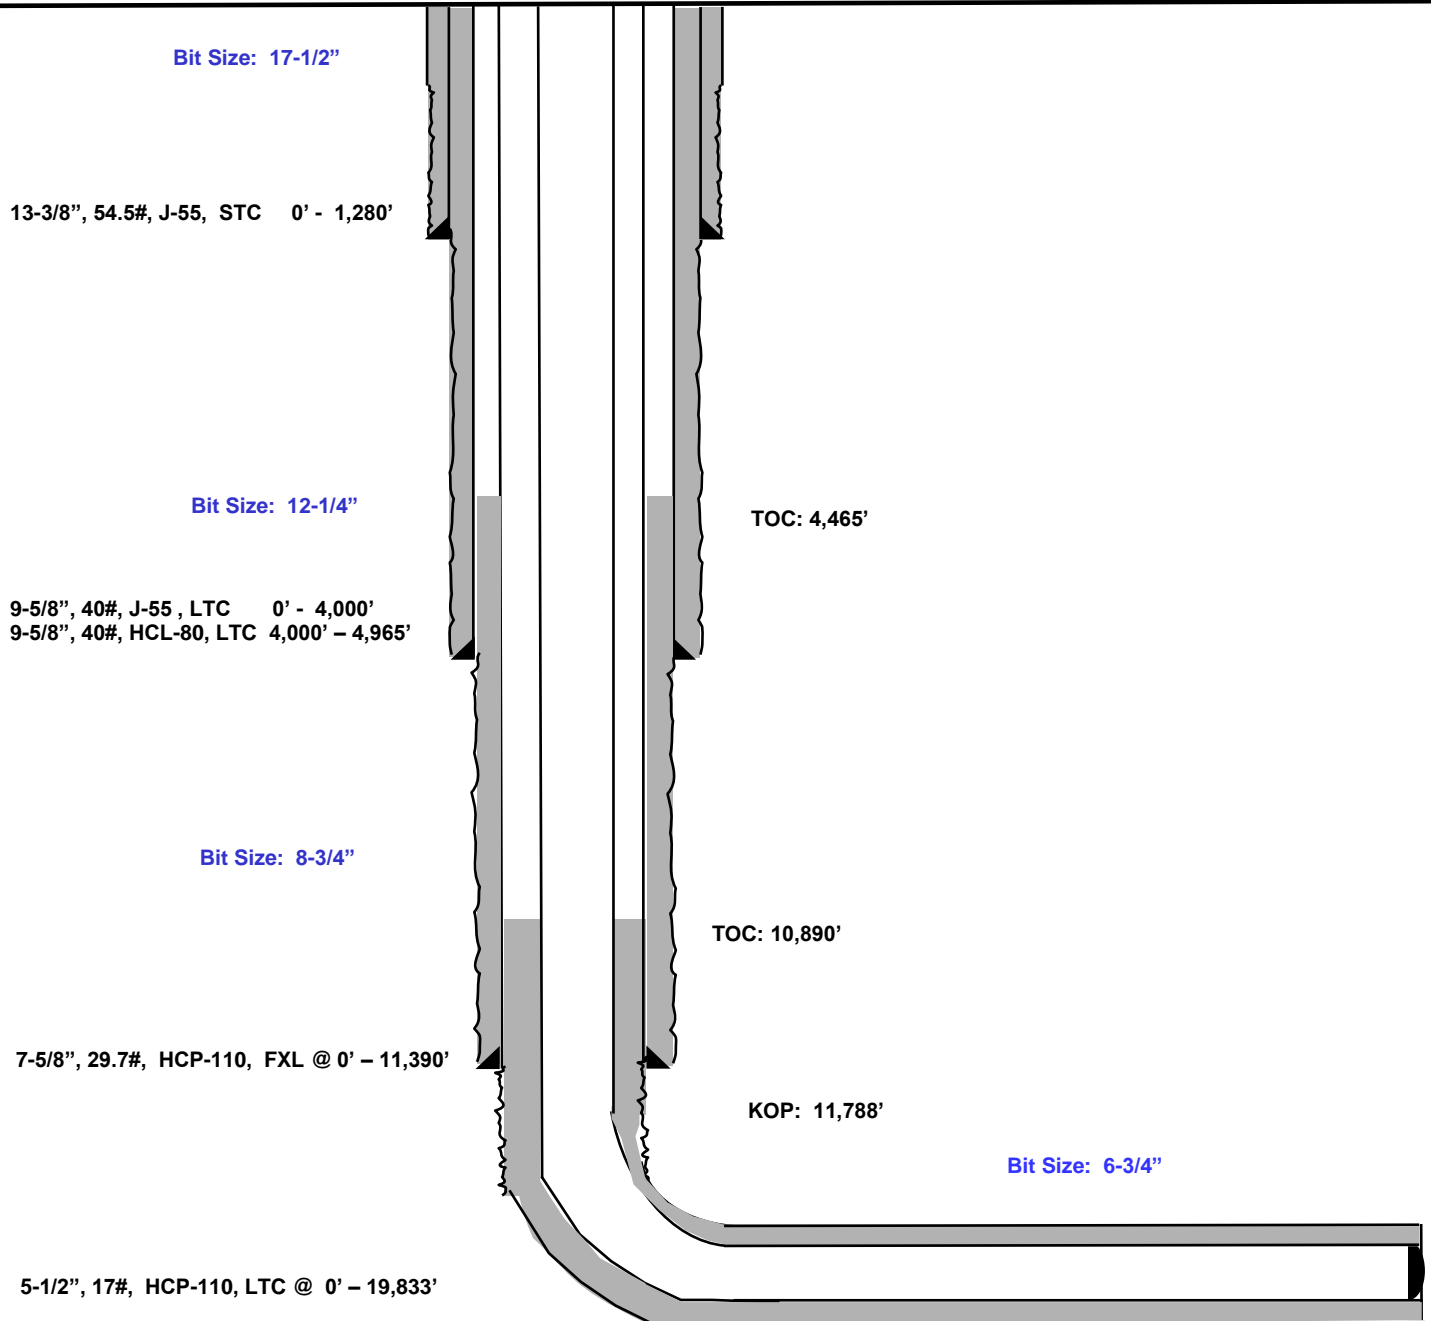 Bit Size:  17-1/2”
13-3/8”, 54.5#, J-55,  STC    0’ -  1,280’
Bit Size:  12-1/4”
TOC: 4,465’
9-5/8”, 40#, J-55 , LTC      0’ -  4,000’
9-5/8”, 40#, HCL-80, LTC  4,000’ – 4,965’
Bit Size:  8-3/4”
TOC: 10,890’
7-5/8”, 29.7#,  HCP-110,  FXL @ 0’ – 11,390’
KOP:  11,788’
Bit Size:  6-3/4”
5-1/2”, 17#,  HCP-110, LTC @  0’ – 19,833’